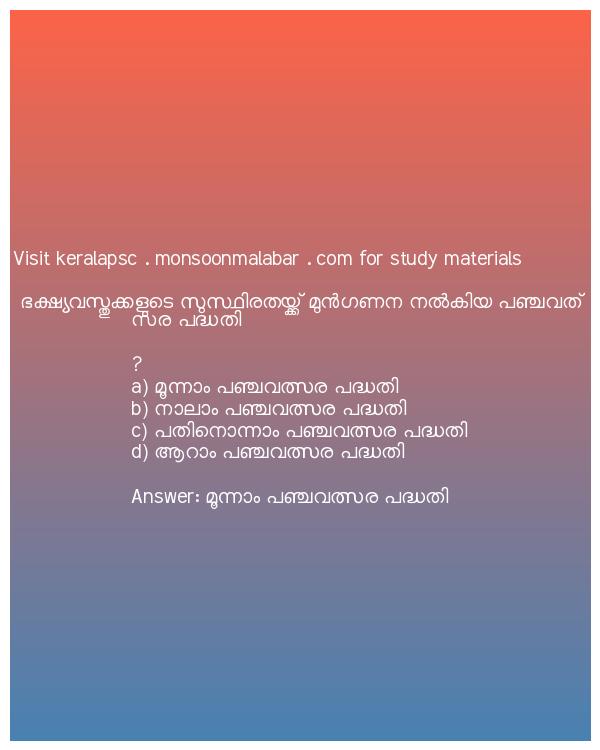 Visit keralapsc . monsoonmalabar . com for study materials
ഭക്ഷ്യവസ്തുക്കളുടെ സുസ്ഥിരതയ്ക്ക് മുൻഗണന നൽകിയ പഞ്ചവത്
സര പദ്ധതി
?
a) മൂന്നാം പഞ്ചവത്സര പദ്ധതി
b) നാലാം പഞ്ചവത്സര പദ്ധതി
c) പതിനൊന്നാം പഞ്ചവത്സര പദ്ധതി
d) ആറാം പഞ്ചവത്സര പദ്ധതി
Answer: മൂന്നാം പഞ്ചവത്സര പദ്ധതി